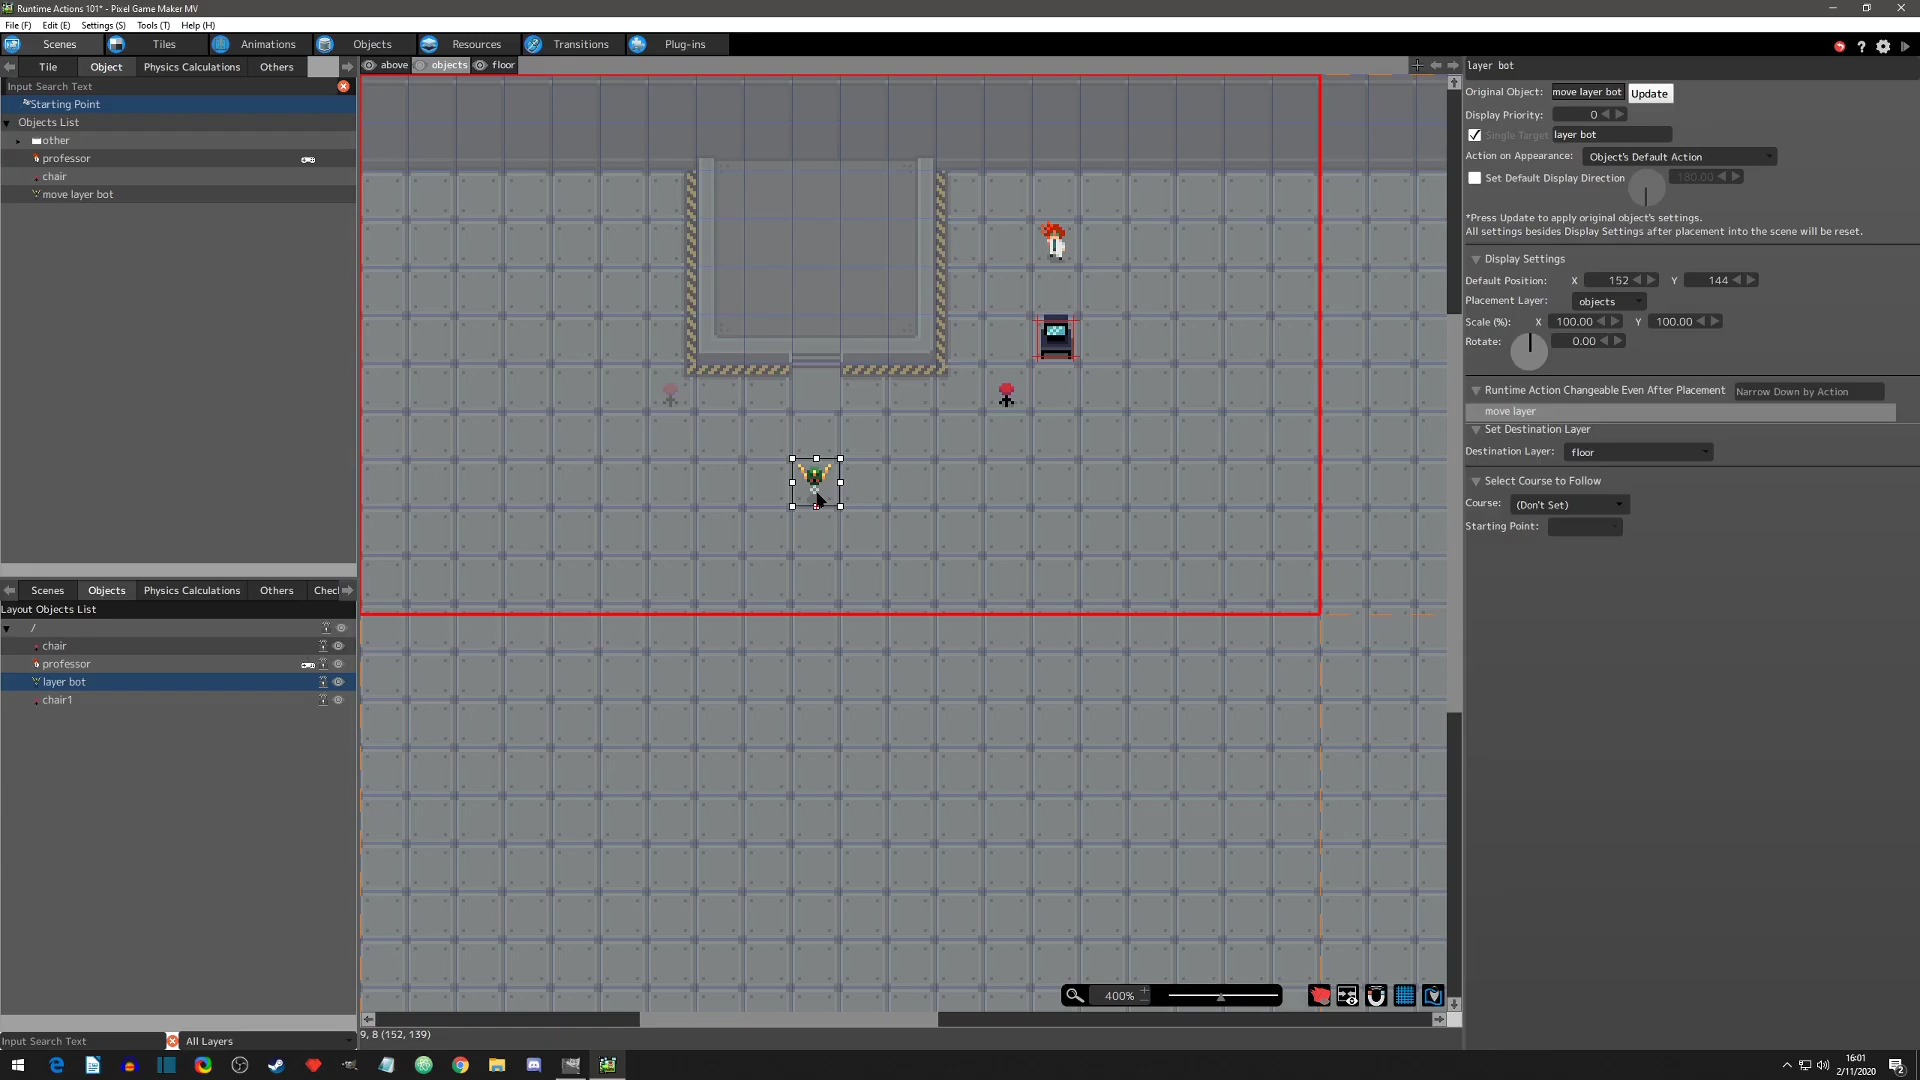 Runtime Actions 101* - Pixel Game Maker MV
File (F) Edit (E) Settings (S) Tools (T) Help (H)
Scenes Tiles Animations Objects Resources Transitions Plug-ins
Tile Object Physics Calculations Others
Input Search Text
Starting Point
Objects List
other
professor
chair
move layer bot
above objects floor
layer bot
Original Object: move layer bot Update
Display Priority: 0
Single Target layer bot
Action on Appearance: Object's Default Action
Set Default Display Direction 180.00
*Press Update to apply original object's settings.
All settings besides Display Settings after placement into the scene will be reset.
Display Settings
Default Position: X 152 Y 144
Placement Layer: objects
Scale (%): X 100.00 Y 100.00
Rotate: 0.00
Runtime Action Changeable Even After Placement Narrow Down by Action
move layer
Set Destination Layer
Destination Layer: floor
Select Course to Follow
Course: (Don't Set)
Starting Point:
Scenes Objects Physics Calculations Others Chec
Layout Objects List
/
chair
professor
layer bot
chair1
400%
Input Search Text All Layers
9, 8 (152, 139)
16:01
2/11/2020
2